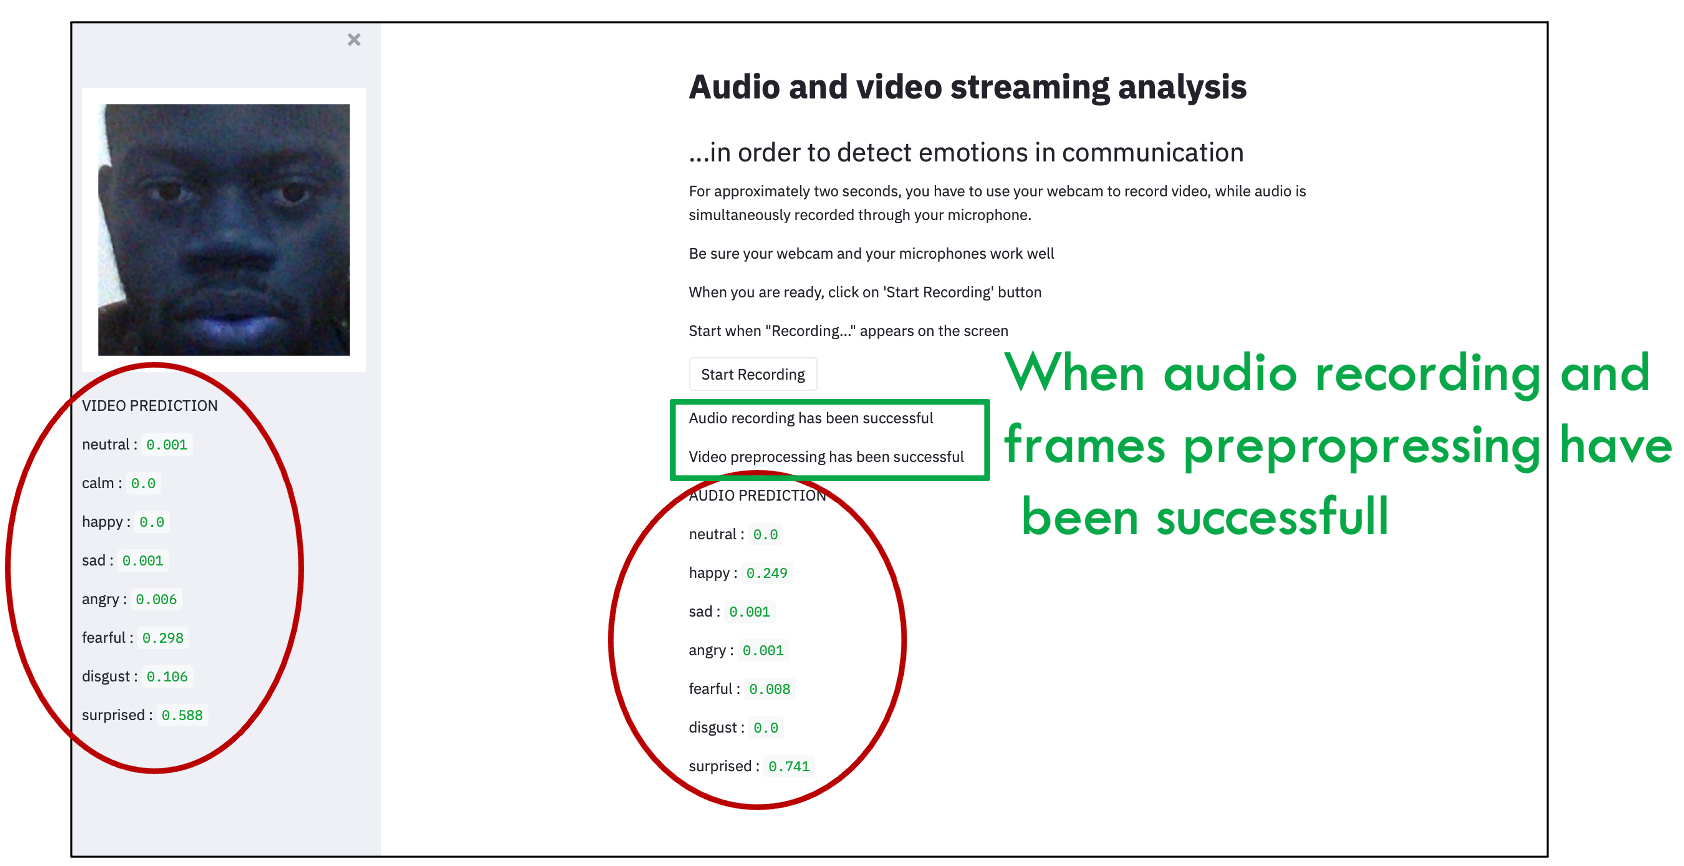 ×
VIDEO PREDICTION
neutral : 0.001
calm : 0.0
happy : 0.0
sad : 0.001
angry : 0.006
fearful : 0.298
disgust : 0.106
surprised : 0.588
Audio and video streaming analysis
...in order to detect emotions in communication
For approximately two seconds, you have to use your webcam to record video, while audio is
simultaneously recorded through your microphone.
Be sure your webcam and your microphones work well
When you are ready, click on 'Start Recording' button
Start when "Recording..." appears on the screen
Start Recording
Audio recording has been successful
Video preprocessing has been successful
AUDIO PREDICTION
neutral : 0.0
happy : 0.249
sad : 0.001
angry : 0.001
fearful : 0.008
disgust : 0.0
surprised : 0.741
When audio recording and
frames prepropressing have
been successfull